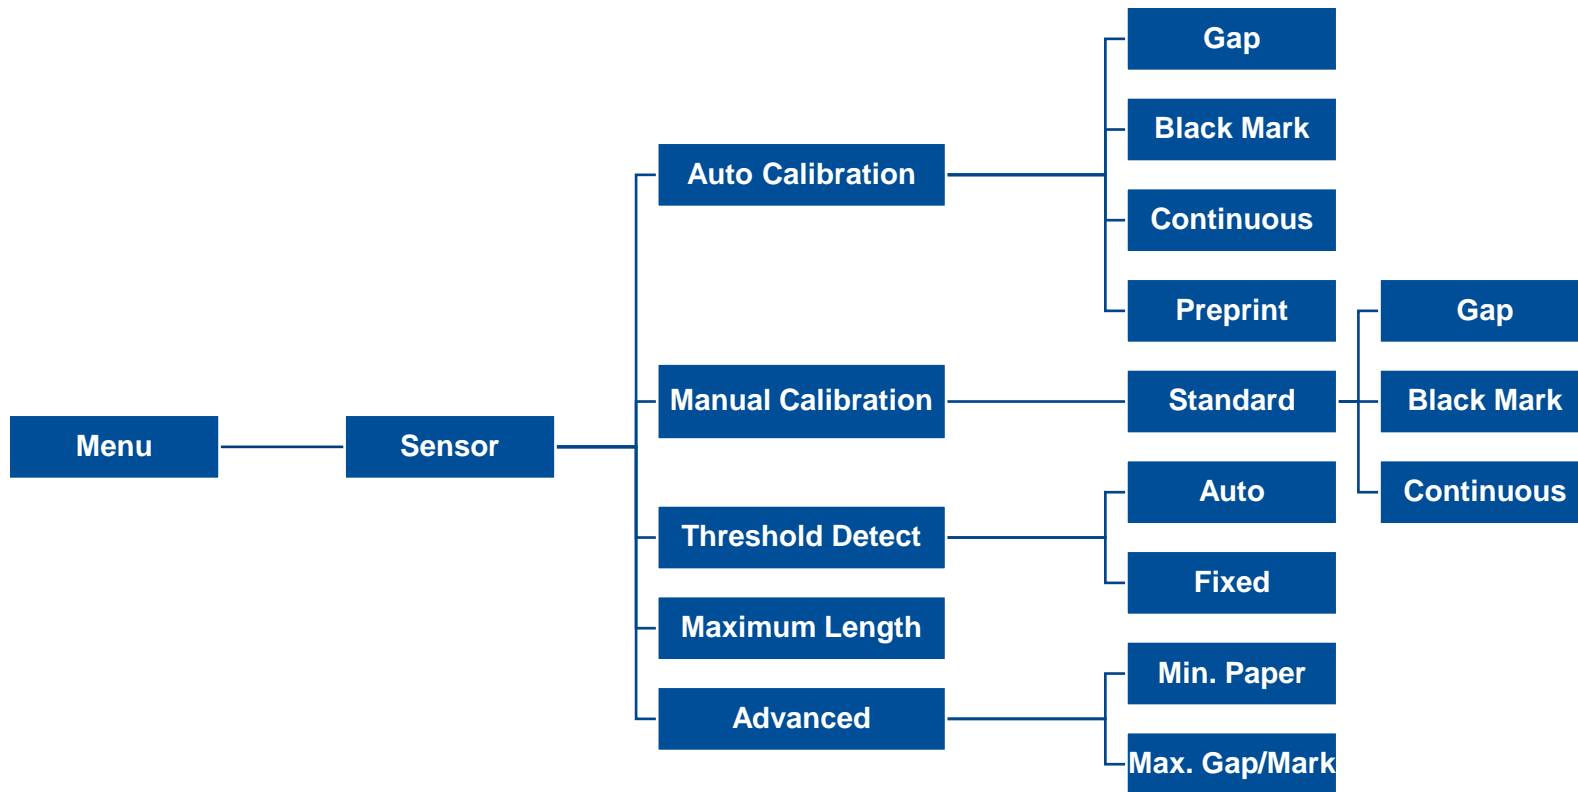 Menu
Sensor
Auto Calibration
Gap
Black Mark
Continuous
Preprint
Manual Calibration
Standard
Gap
Black Mark
Continuous
Threshold Detect
Auto
Fixed
Maximum Length
Advanced
Min. Paper
Max. Gap/Mark